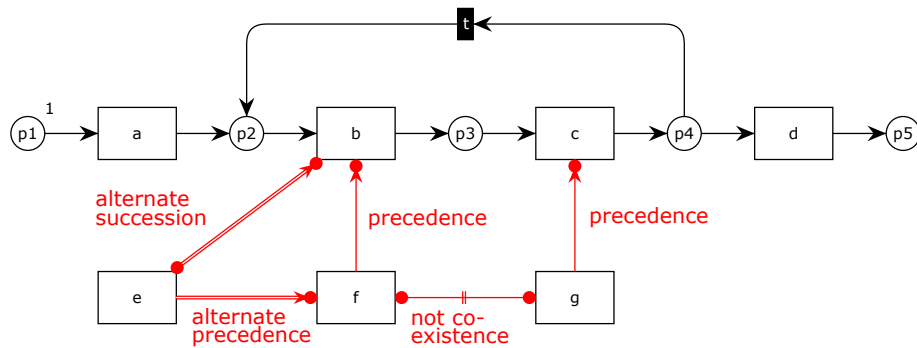 t
1
p1
a
p2
b
p3
c
p4
d
p5
alternate
succession
precedence
precedence
e
f
g
alternate
precedence
not co-
existence